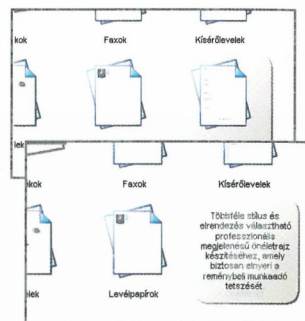 kok
Faxok
Kísérőlevelek
lek
kok
Faxok
Kísérőlevelek
Többféle stílus és
elrendezés választható
professzionális
megjelenésű önéletrajz
készítéséhez, amely
biztosan elnyeri a
reménybeli munkaadó
tetszését.
lek
Levélpapírok